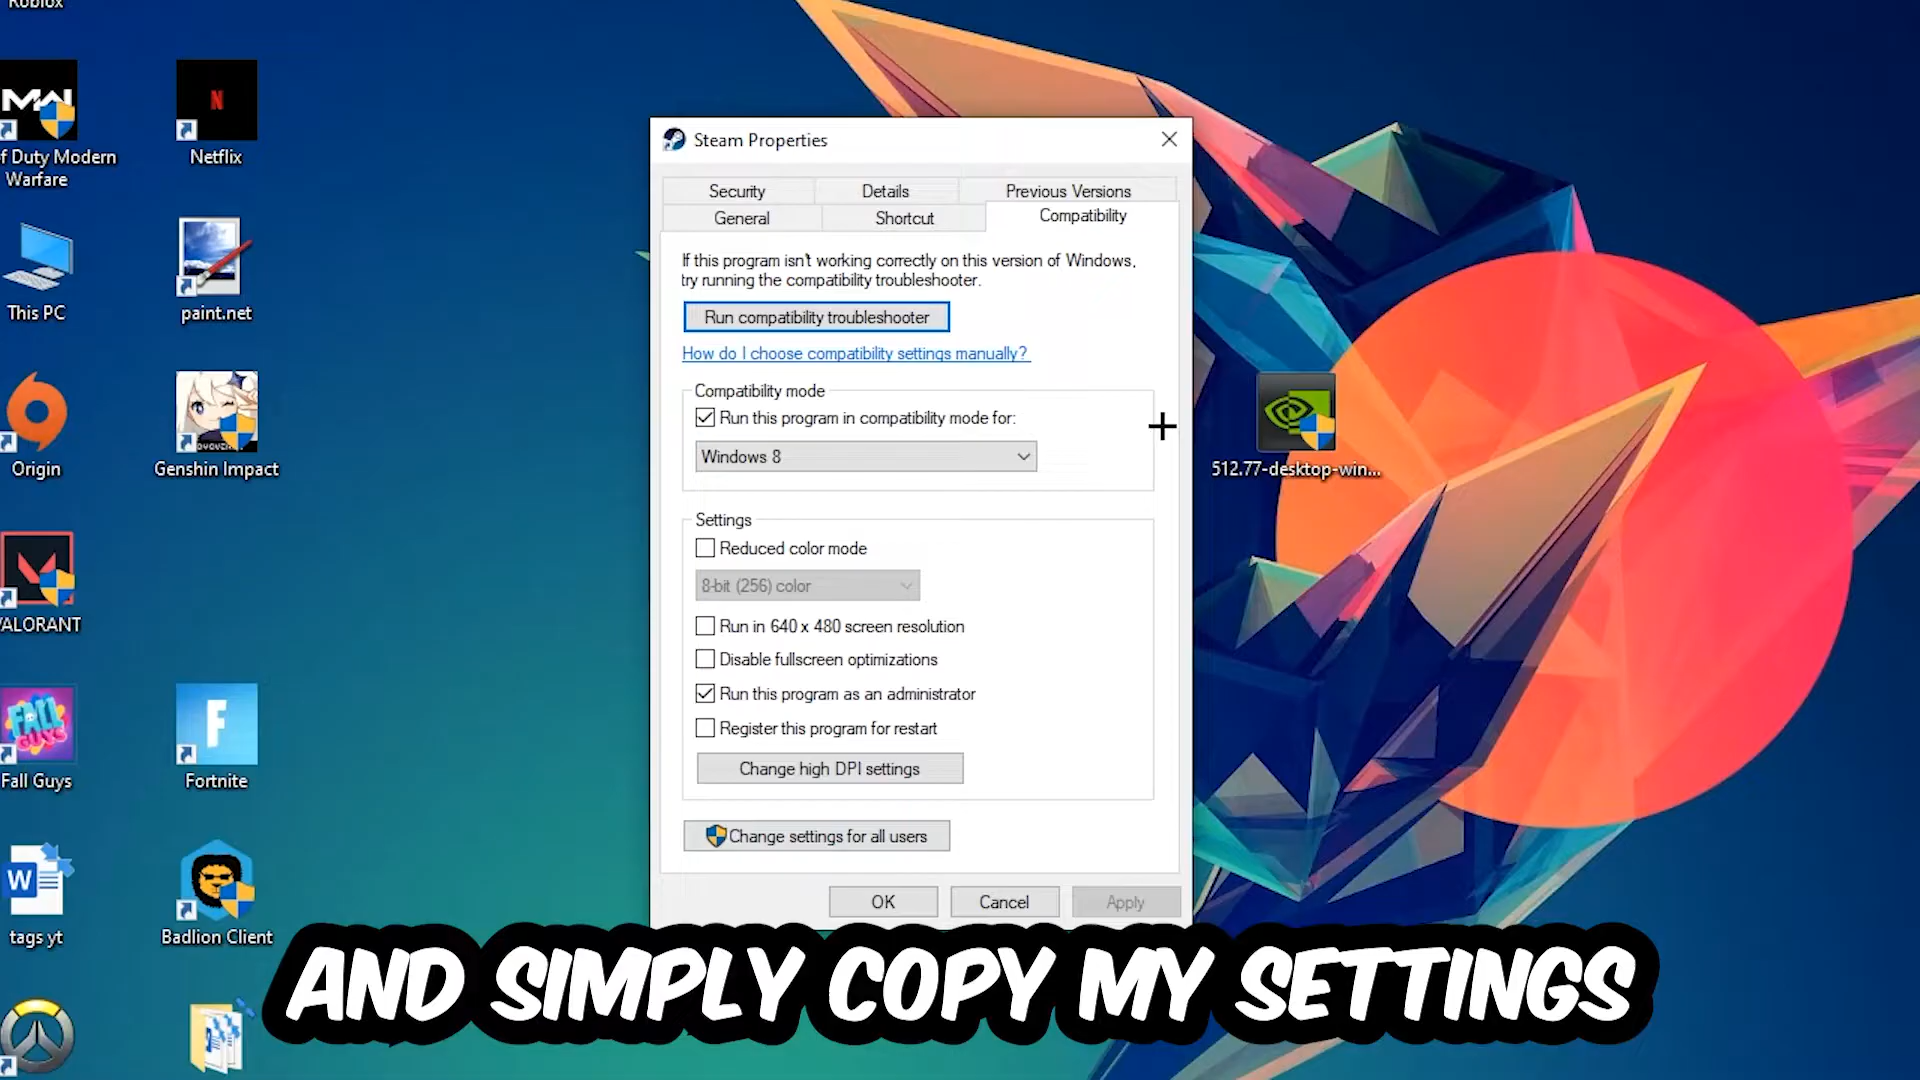 Roblox
MW
f Duty Modern
Warfare
N
Netflix
This PC
paint.net
Origin
Genshin Impact
VALORANT
FALL
GUYS
Fall Guys
F
Fortnite
W
tags yt
Badlion Client
512.77-desktop-win...
Steam Properties
Security
Details
Previous Versions
General
Shortcut
Compatibility
If this program isn't working correctly on this version of Windows,
try running the compatibility troubleshooter.
Run compatibility troubleshooter
How do I choose compatibility settings manually?
Compatibility mode
Run this program in compatibility mode for:
Windows 8
Settings
Reduced color mode
8-bit (256) color
Run in 640 x 480 screen resolution
Disable fullscreen optimizations
Run this program as an administrator
Register this program for restart
Change high DPI settings
Change settings for all users
OK
Cancel
Apply
AND SIMPLY COPY MY SETTINGS